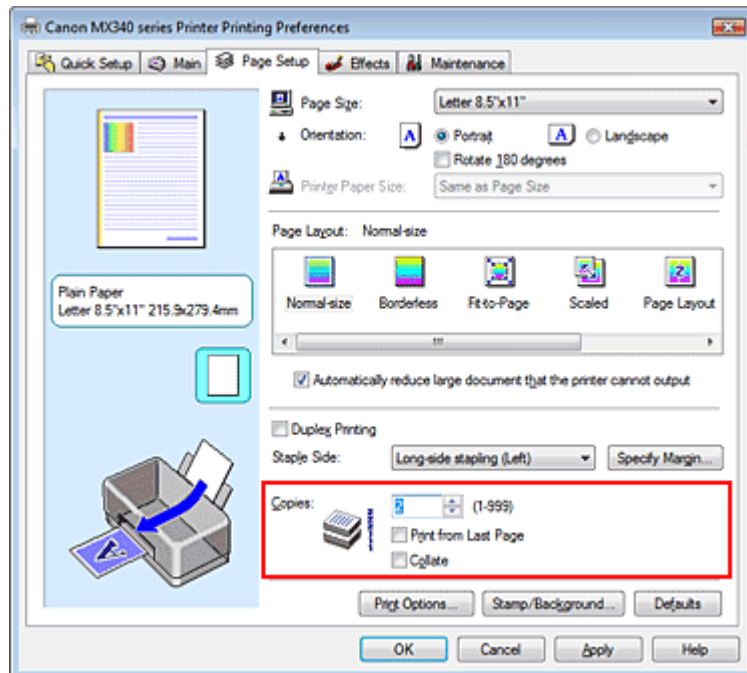 Canon MX340 series Printer Printing Preferences
Quick Setup Main Page Setup Effects Maintenance
Page Size: Letter 8.5"x11"
Orientation: A Portrait A Landscape
Rotate 180 degrees
Printer Paper Size: Same as Page Size
Page Layout: Normal-size
Normal-size Borderless Fit-to-Page Scaled Page Layout
Plain Paper
Letter 8.5"x11" 215.9x279.4mm
Automatically reduce large document that the printer cannot output
Duplex Printing
Staple Side: Long-side stapling (Left) Specify Margin...
Copies: 2 (1-999)
Print from Last Page
Collate
Print Options... Stamp/Background... Defaults
OK Cancel Apply Help